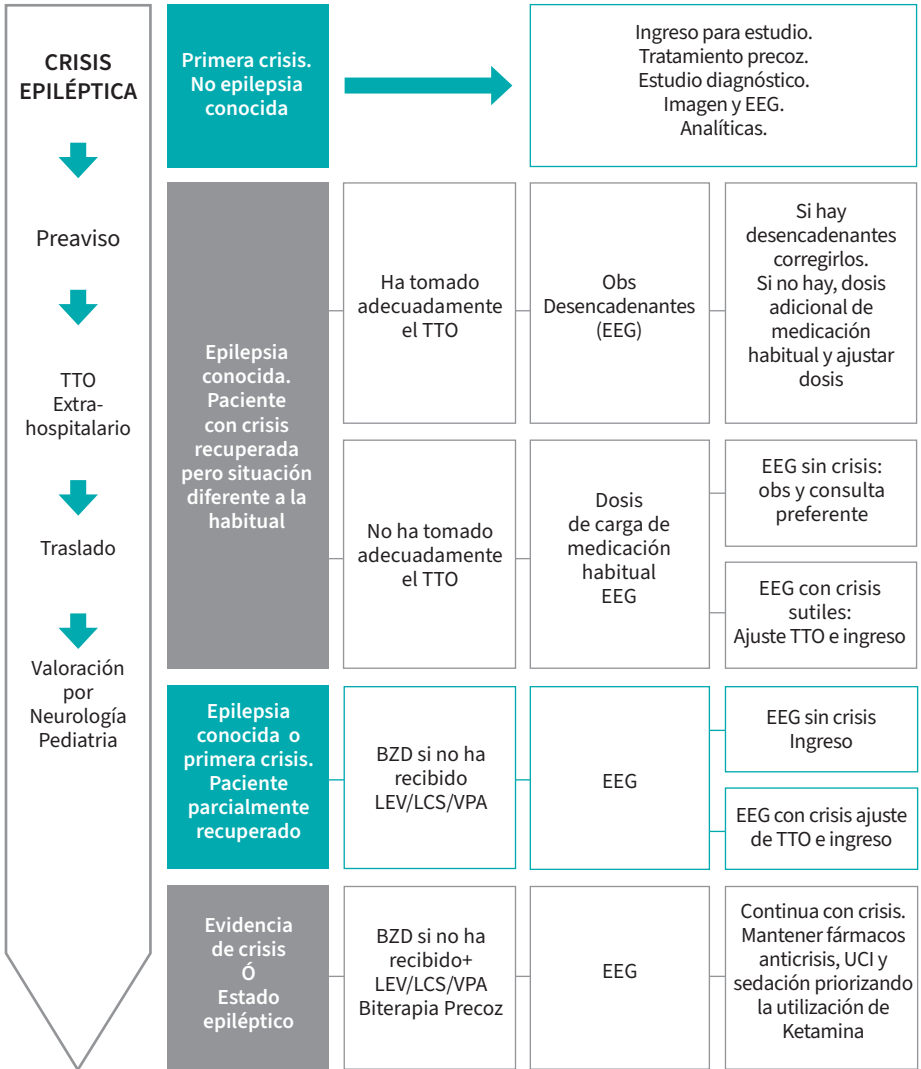 CRISIS
EPILÉPTICA
Preaviso
TTO
Extra-
hospitalario
Traslado
Valoración
por
Neurología
Pediatria
Primera crisis.
No epilepsia
conocida
Ingreso para estudio.
Tratamiento precoz.
Estudio diagnóstico.
Imagen y EEG.
Analíticas.
Epilepsia
conocida.
Paciente
con crisis
recuperada
pero situación
diferente a la
habitual
Ha tomado
adecuadamente
el TTO
Obs
Desencadenantes
(EEG)
Si hay
desencadenantes
corregirlos.
Si no hay, dosis
adicional de
medicación
habitual y ajustar
dosis
No ha tomado
adecuadamente
el TTO
Dosis
de carga de
medicación
habitual
EEG
EEG sin crisis:
obs y consulta
preferente
EEG con crisis
sutiles:
Ajuste TTO e ingreso
Epilepsia
conocida o
primera crisis.
Paciente
parcialmente
recuperado
BZD si no ha
recibido
LEV/LCS/VPA
EEG
EEG sin crisis
Ingreso
EEG con crisis ajuste
de TTO e ingreso
Evidencia
de crisis
Ó
Estado
epiléptico
BZD si no ha
recibido+
LEV/LCS/VPA
Biterapia Precoz
EEG
Continua con crisis.
Mantener fármacos
anticrisis, UCI y
sedación priorizando
la utilización de
Ketamina